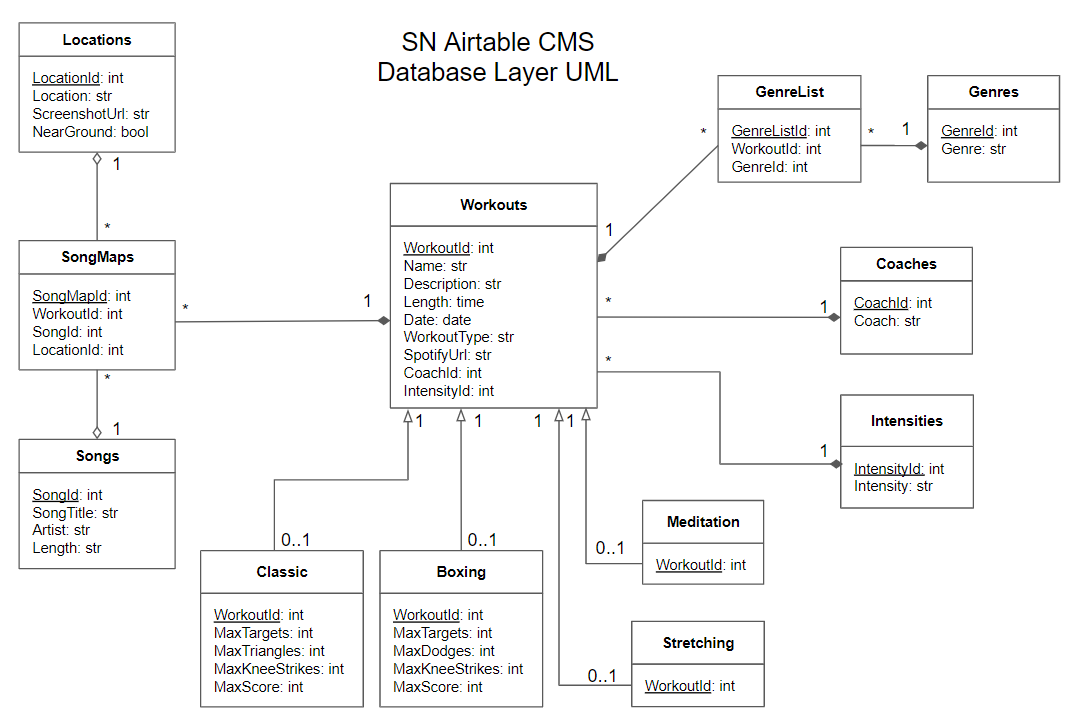 SN Airtable CMS
Database Layer UML
Locations
LocationId: int
Location: str
ScreenshotUrl: str
NearGround: bool
1
*
SongMaps
SongMapId: int
WorkoutId: int
SongId: int
LocationId: int
*
1
*
1
Songs
SongId: int
SongTitle: str
Artist: str
Length: str
Workouts
WorkoutId: int
Name: str
Description: str
Length: time
Date: date
WorkoutType: str
SpotifyUrl: str
CoachId: int
IntensityId: int
GenreList
GenreListId: int
WorkoutId: int
GenreId: int
*
1
*
1
Genres
GenreId: int
Genre: str
*
1
Coaches
CoachId: int
Coach: str
*
1
Intensities
IntensityId: int
Intensity: str
1
1
1
1
0..1
0..1
0..1
0..1
Classic
WorkoutId: int
MaxTargets: int
MaxTriangles: int
MaxKneeStrikes: int
MaxScore: int
Boxing
WorkoutId: int
MaxTargets: int
MaxDodges: int
MaxKneeStrikes: int
MaxScore: int
Meditation
WorkoutId: int
Stretching
WorkoutId: int